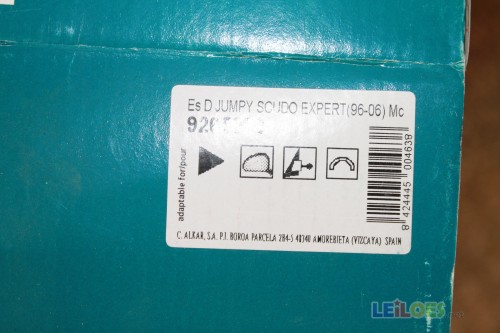 Es D JUMPY SCUDO EXPERT(96-06) Mc
adaptable for/pour
8 424445 004638
C. ALKAR, S.A. P.I. BOROA PARCELA 2B4-5 48340 AMOREBIETA (VIZCAYA) SPAIN
LEILOES